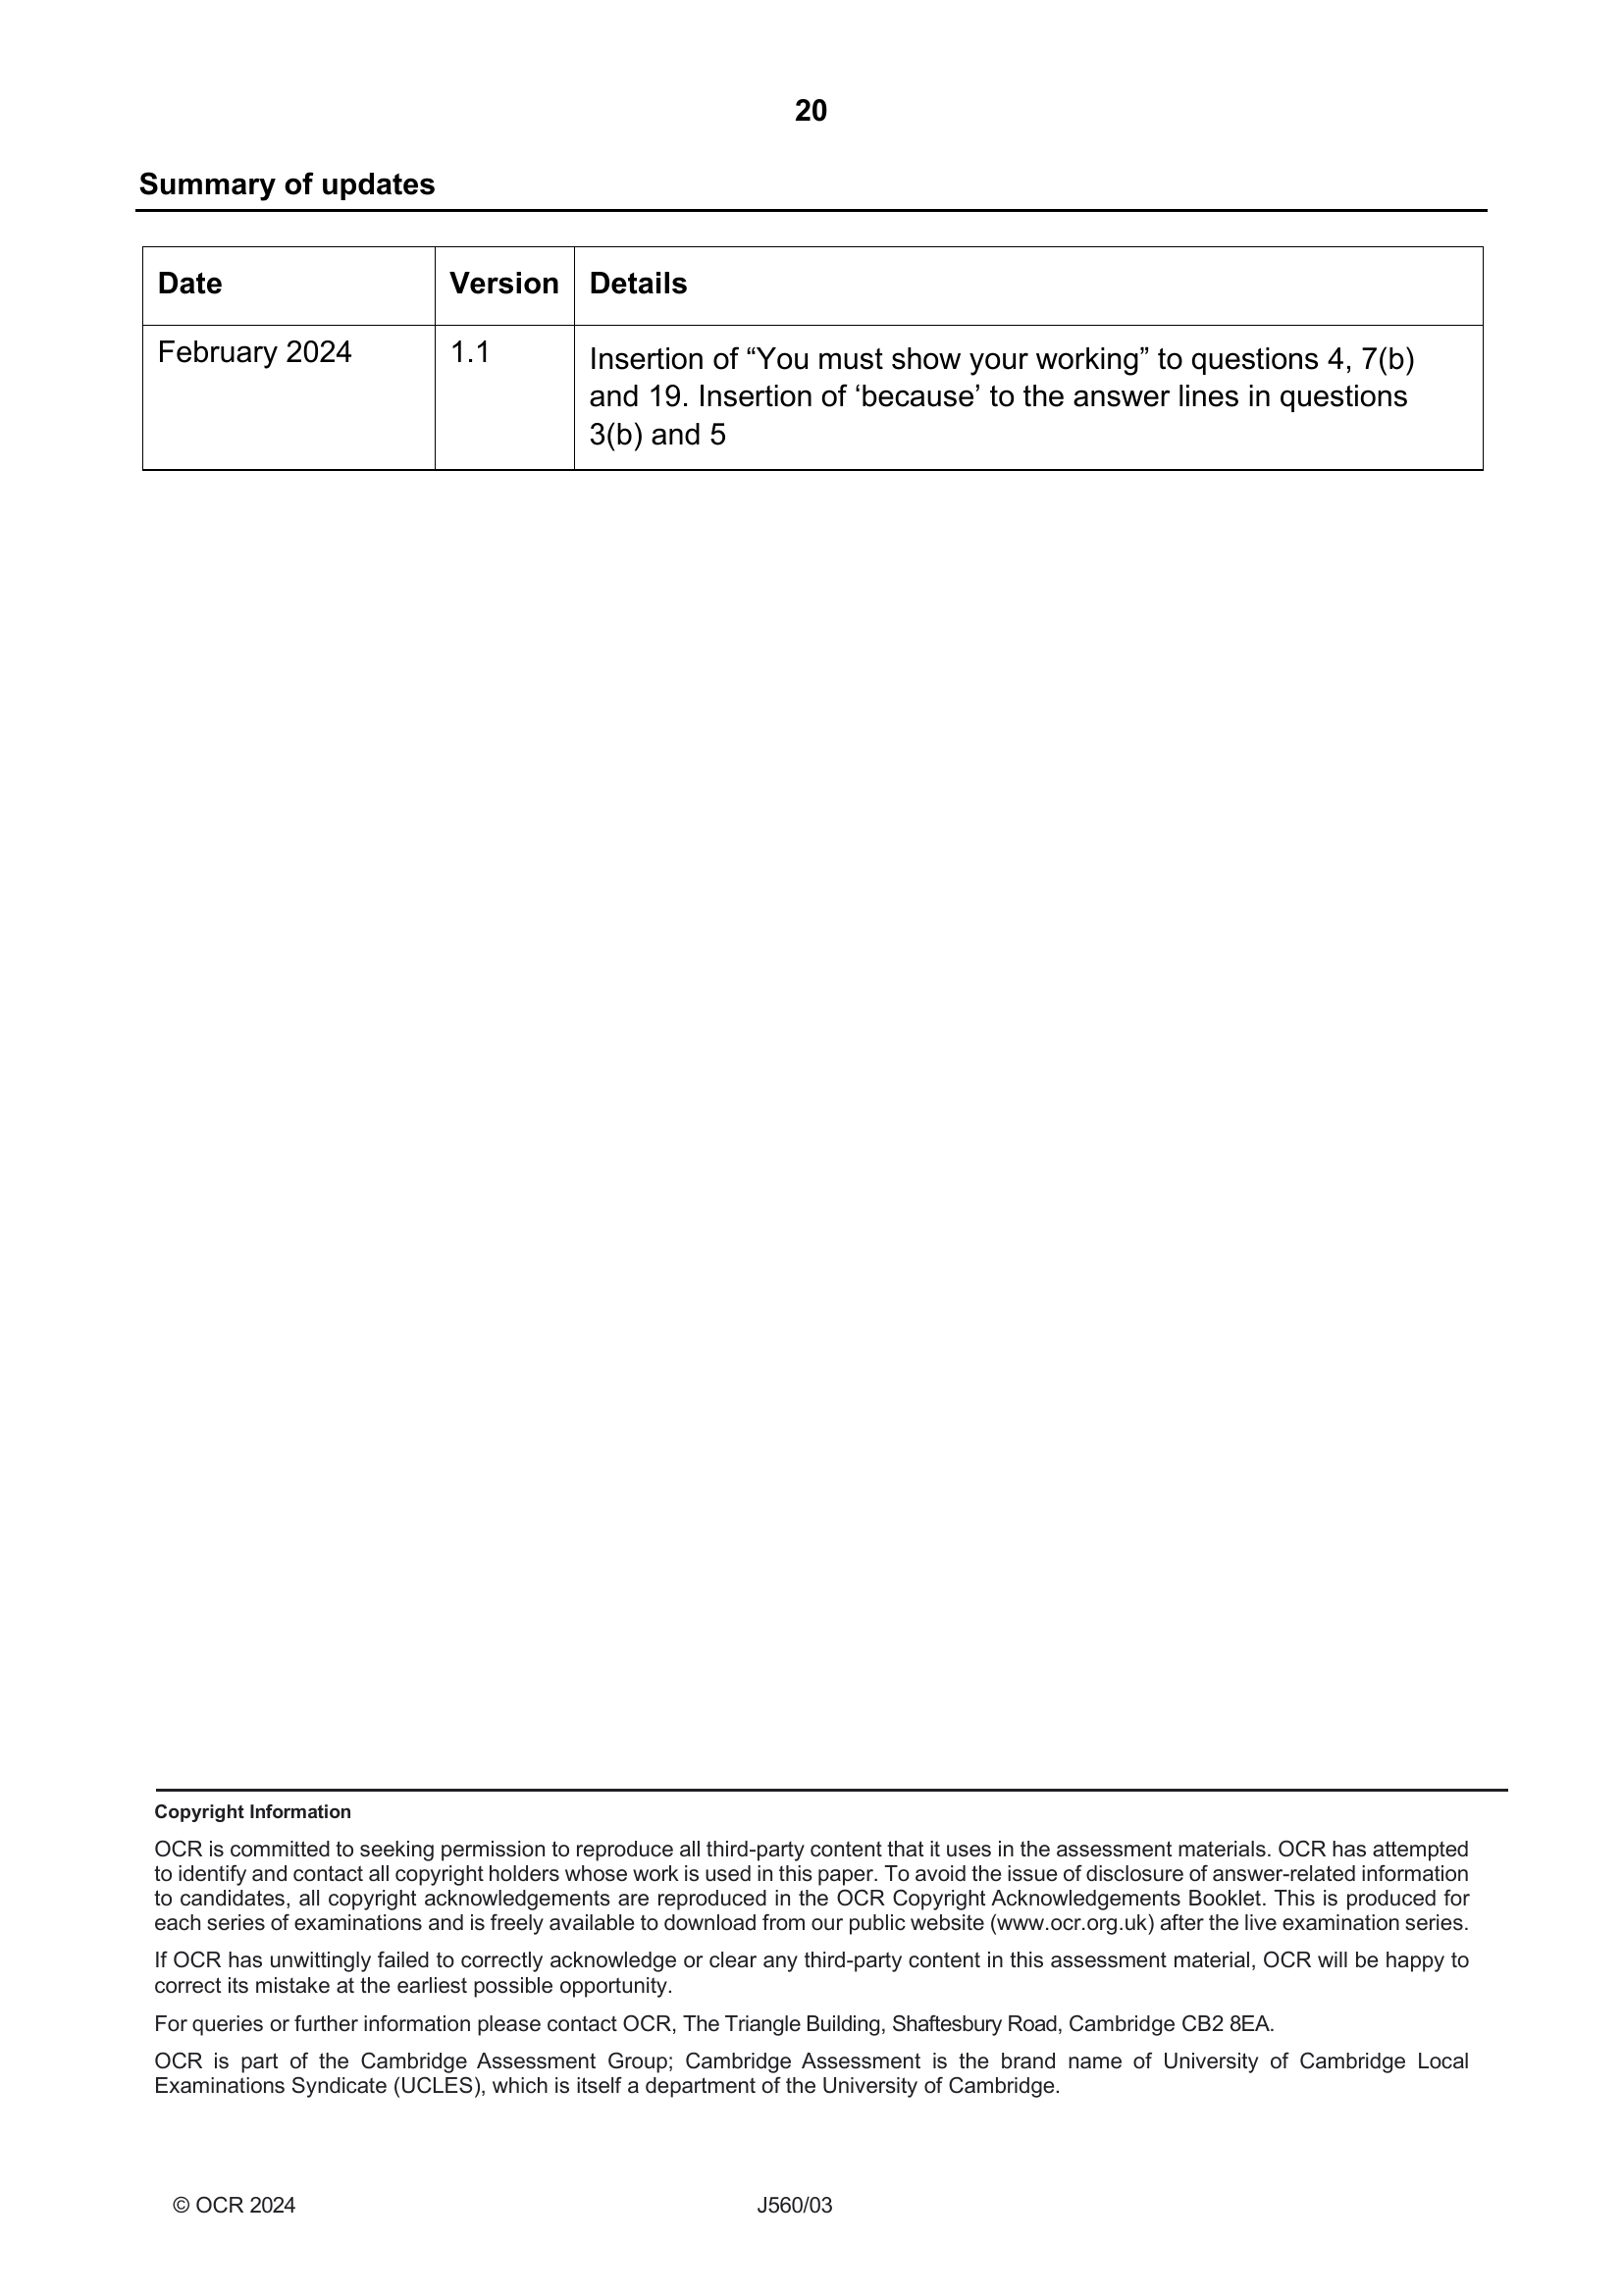 20
Summary of updates
Date Version Details
February 2024 1.1 Insertion of “You must show your working” to questions 4, 7(b)
and 19. Insertion of ‘because’ to the answer lines in questions
3(b) and 5
Copyright Information
OCR is committed to seeking permission to reproduce all third-party content that it uses in the assessment materials. OCR has attempted
to identify and contact all copyright holders whose work is used in this paper. To avoid the issue of disclosure of answer-related information
to candidates, all copyright acknowledgements are reproduced in the OCR Copyright Acknowledgements Booklet. This is produced for
each series of examinations and is freely available to download from our public website (www.ocr.org.uk) after the live examination series.
If OCR has unwittingly failed to correctly acknowledge or clear any third-party content in this assessment material, OCR will be happy to
correct its mistake at the earliest possible opportunity.
For queries or further information please contact OCR, The Triangle Building, Shaftesbury Road, Cambridge CB2 8EA.
OCR is part of the Cambridge Assessment Group; Cambridge Assessment is the brand name of University of Cambridge Local
Examinations Syndicate (UCLES), which is itself a department of the University of Cambridge.
© OCR 2024 J560/03